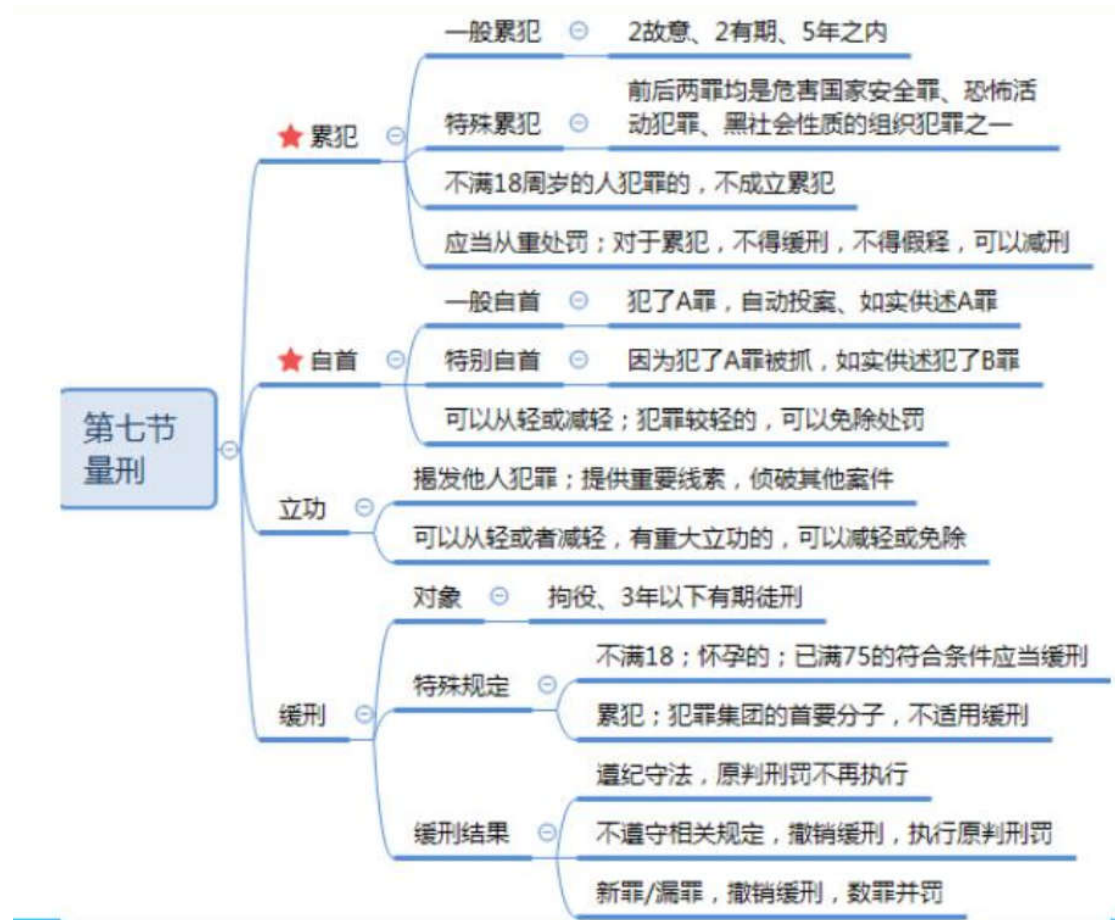 第七节
量刑
★ 累犯
一般累犯
2故意、2有期、5年之内
特殊累犯
前后两罪均是危害国家安全罪、恐怖活
动犯罪、黑社会性质的组织犯罪之一
不满18周岁的人犯罪的，不成立累犯
应当从重处罚；对于累犯，不得缓刑，不得假释，可以减刑
★ 自首
一般自首
犯了A罪，自动投案、如实供述A罪
特别自首
因为犯了A罪被抓，如实供述犯了B罪
可以从轻或减轻；犯罪较轻的，可以免除处罚
立功
揭发他人犯罪；提供重要线索，侦破其他案件
可以从轻或者减轻，有重大立功的，可以减轻或免除
缓刑
对象
拘役、3年以下有期徒刑
特殊规定
不满18；怀孕的；已满75的符合条件应当缓刑
累犯；犯罪集团的首要分子，不适用缓刑
缓刑结果
遵纪守法，原判刑罚不再执行
不遵守相关规定，撤销缓刑，执行原判刑罚
新罪/漏罪，撤销缓刑，数罪并罚